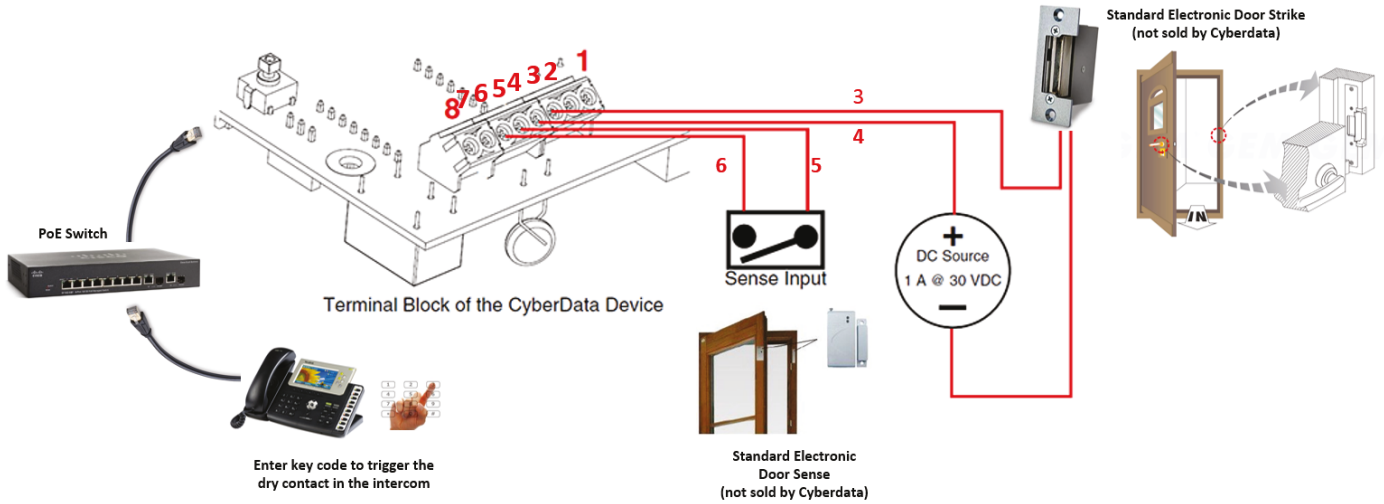 Standard Electronic Door Strike
(not sold by Cyberdata)
1
2
3
4
5
6
7
8
3
4
6
5
IN
PoE Switch
+
DC Source
1 A @ 30 VDC
—
Sense Input
Terminal Block of the CyberData Device
Enter key code to trigger the
dry contact in the intercom
Standard Electronic
Door Sense
(not sold by Cyberdata)